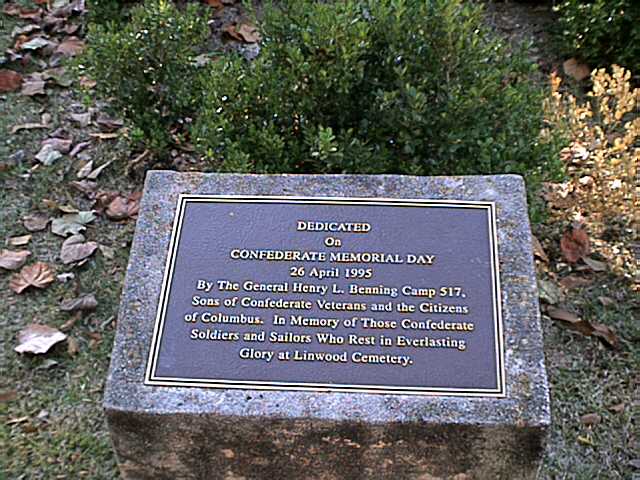 DEDICATED
On
CONFEDERATE MEMORIAL DAY
26 April 1995
By The General Henry L. Benning Camp 517,
Sons of Confederate Veterans and the Citizens
of Columbus. In Memory of Those Confederate
Soldiers and Sailors Who Rest in Everlasting
Glory at Linwood Cemetery.